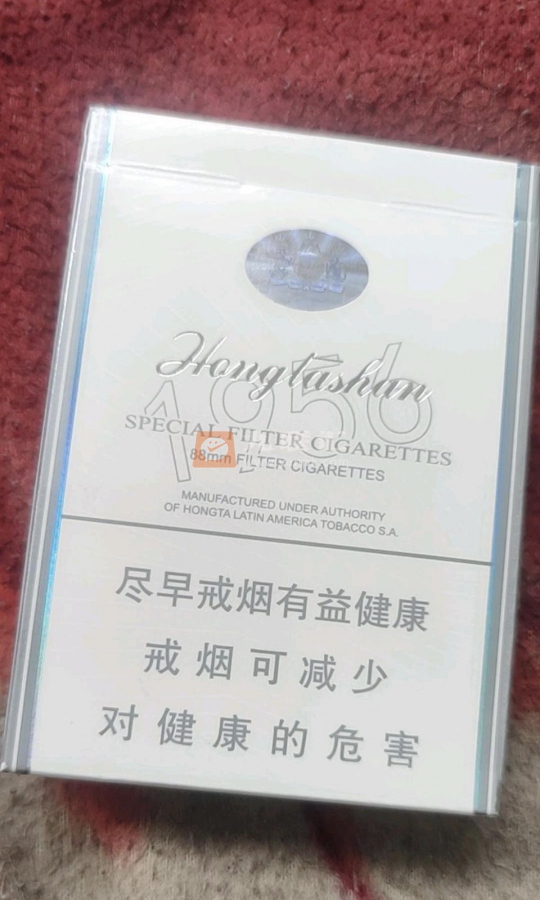 Hongtashan
1956
SPECIAL FILTER CIGARETTES
88mm FILTER CIGARETTES
MANUFACTURED UNDER AUTHORITY
OF HONGTA LATIN AMERICA TOBACCO S.A.
尽早戒烟有益健康
戒烟可减少
对健康的危害